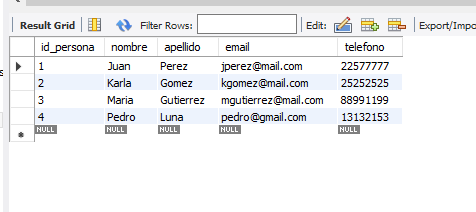 Result Grid Filter Rows: Edit: Export/Impo
id_persona nombre apellido email telefono
1 Juan Perez jperez@mail.com 22577777
2 Karla Gomez kgomez@mail.com 25252525
3 Maria Gutierrez mgutierrez@mail.com 88991199
4 Pedro Luna pedro@gmail.com 13132153
NULL NULL NULL NULL NULL